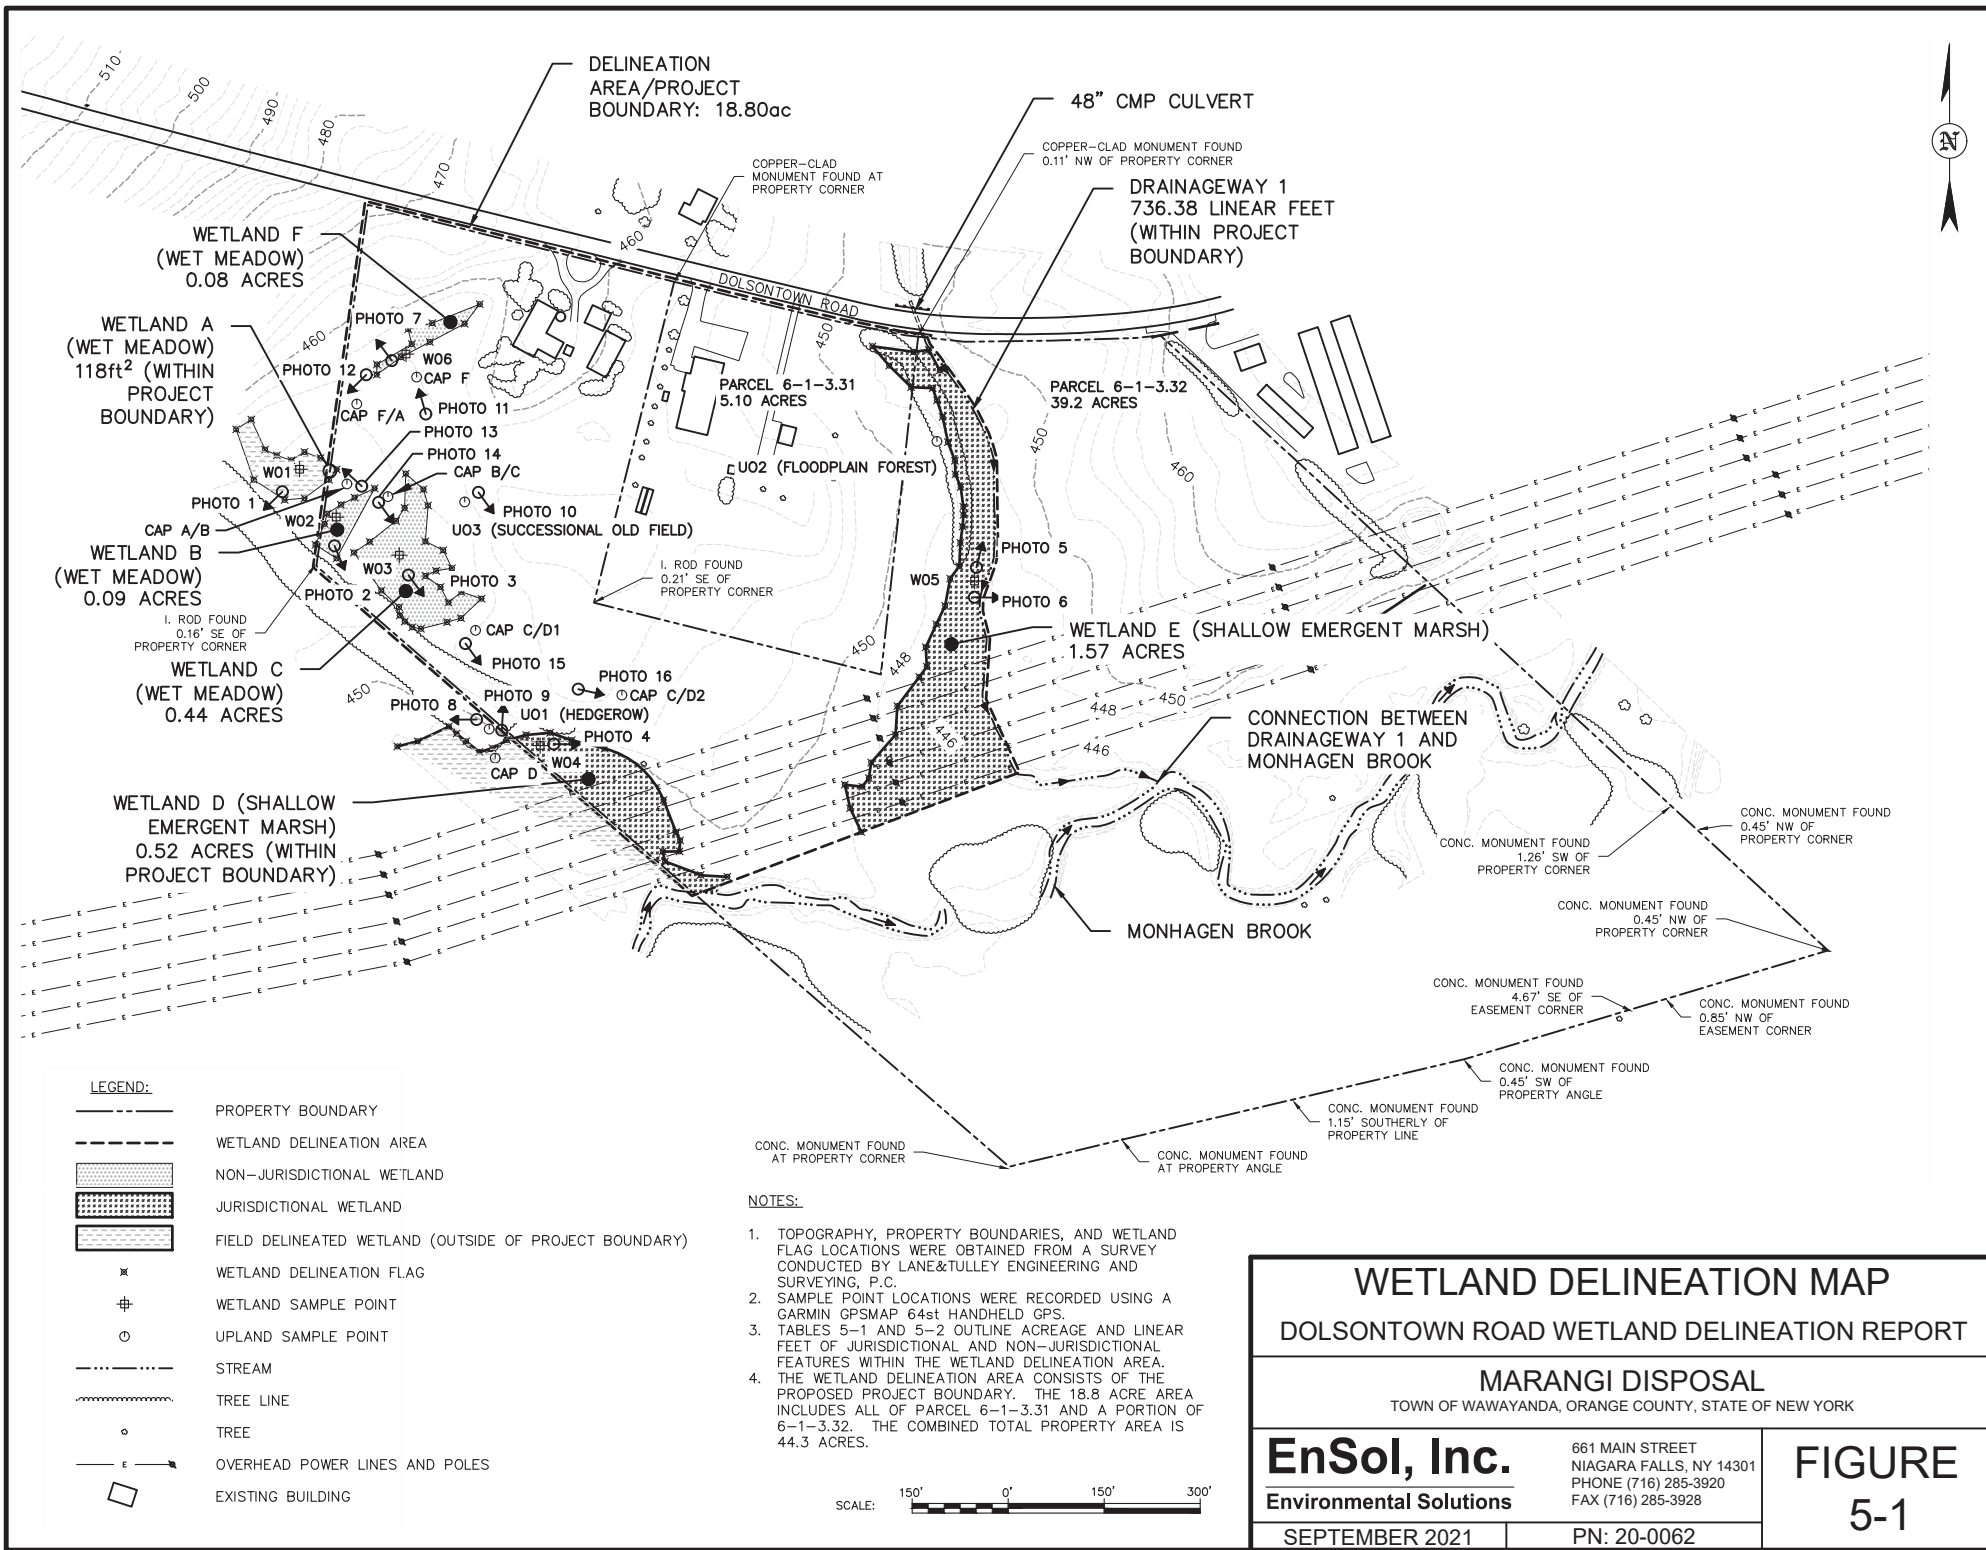 510
500
490
480
470
460
DELINEATION
AREA/PROJECT
BOUNDARY: 18.80ac
48" CMP CULVERT
COPPER-CLAD MONUMENT FOUND
0.11' NW OF PROPERTY CORNER
COPPER-CLAD
MONUMENT FOUND AT
PROPERTY CORNER
DRAINAGEWAY 1
736.38 LINEAR FEET
(WITHIN PROJECT
BOUNDARY)
N
WETLAND F
(WET MEADOW)
0.08 ACRES
DOLSONTOWN ROAD
WETLAND A
(WET MEADOW)
118ft² (WITHIN
PROJECT
BOUNDARY)
460
PHOTO 7
W06
PHOTO 12
CAP F
CAP F/A
PHOTO 11
PHOTO 13
PHOTO 14
CAP B/C
450
450
450
460
PARCEL 6-1-3.31
5.10 ACRES
PARCEL 6-1-3.32
39.2 ACRES
U02 (FLOODPLAIN FOREST)
W01
PHOTO 1
PHOTO 10
U03 (SUCCESSIONAL OLD FIELD)
CAP A/B
W02
WETLAND B
(WET MEADOW)
0.09 ACRES
W03
PHOTO 3
PHOTO 2
I. ROD FOUND
0.21' SE OF
PROPERTY CORNER
PHOTO 5
W05
PHOTO 6
I. ROD FOUND
0.16' SE OF
PROPERTY CORNER
CAP C/D1
PHOTO 15
WETLAND E (SHALLOW EMERGENT MARSH)
1.57 ACRES
WETLAND C
(WET MEADOW)
0.44 ACRES
450
450
448
446
448
450
446
PHOTO 16
CAP C/D2
PHOTO 9
PHOTO 8
U01 (HEDGEROW)
PHOTO 4
W04
CAP D
CONNECTION BETWEEN
DRAINAGEWAY 1 AND
MONHAGEN BROOK
WETLAND D (SHALLOW
EMERGENT MARSH)
0.52 ACRES (WITHIN
PROJECT BOUNDARY)
CONC. MONUMENT FOUND
0.45' NW OF
PROPERTY CORNER
CONC. MONUMENT FOUND
1.26' SW OF
PROPERTY CORNER
CONC. MONUMENT FOUND
0.45' NW OF
PROPERTY CORNER
MONHAGEN BROOK
CONC. MONUMENT FOUND
4.67' SE OF
EASEMENT CORNER
CONC. MONUMENT FOUND
0.85' NW OF
EASEMENT CORNER
CONC. MONUMENT FOUND
0.45' SW OF
PROPERTY ANGLE
CONC. MONUMENT FOUND
1.15' SOUTHERLY OF
PROPERTY LINE
CONC. MONUMENT FOUND
AT PROPERTY CORNER
CONC. MONUMENT FOUND
AT PROPERTY ANGLE
LEGEND:
PROPERTY BOUNDARY
WETLAND DELINEATION AREA
NON-JURISDICTIONAL WETLAND
JURISDICTIONAL WETLAND
FIELD DELINEATED WETLAND (OUTSIDE OF PROJECT BOUNDARY)
WETLAND DELINEATION FLAG
WETLAND SAMPLE POINT
UPLAND SAMPLE POINT
STREAM
TREE LINE
TREE
E
OVERHEAD POWER LINES AND POLES
EXISTING BUILDING
NOTES:
1. TOPOGRAPHY, PROPERTY BOUNDARIES, AND WETLAND
FLAG LOCATIONS WERE OBTAINED FROM A SURVEY
CONDUCTED BY LANE&TULLEY ENGINEERING AND
SURVEYING, P.C.
2. SAMPLE POINT LOCATIONS WERE RECORDED USING A
GARMIN GPSMAP 64st HANDHELD GPS.
3. TABLES 5-1 AND 5-2 OUTLINE ACREAGE AND LINEAR
FEET OF JURISDICTIONAL AND NON-JURISDICTIONAL
FEATURES WITHIN THE WETLAND DELINEATION AREA.
4. THE WETLAND DELINEATION AREA CONSISTS OF THE
PROPOSED PROJECT BOUNDARY. THE 18.8 ACRE AREA
INCLUDES ALL OF PARCEL 6-1-3.31 AND A PORTION OF
6-1-3.32. THE COMBINED TOTAL PROPERTY AREA IS
44.3 ACRES.
SCALE:
150' 0' 150' 300'
WETLAND DELINEATION MAP
DOLSONTOWN ROAD WETLAND DELINEATION REPORT
MARANGI DISPOSAL
TOWN OF WAWAYANDA, ORANGE COUNTY, STATE OF NEW YORK
EnSol, Inc.
Environmental Solutions
661 MAIN STREET
NIAGARA FALLS, NY 14301
PHONE (716) 285-3920
FAX (716) 285-3928
FIGURE
5-1
SEPTEMBER 2021
PN: 20-0062